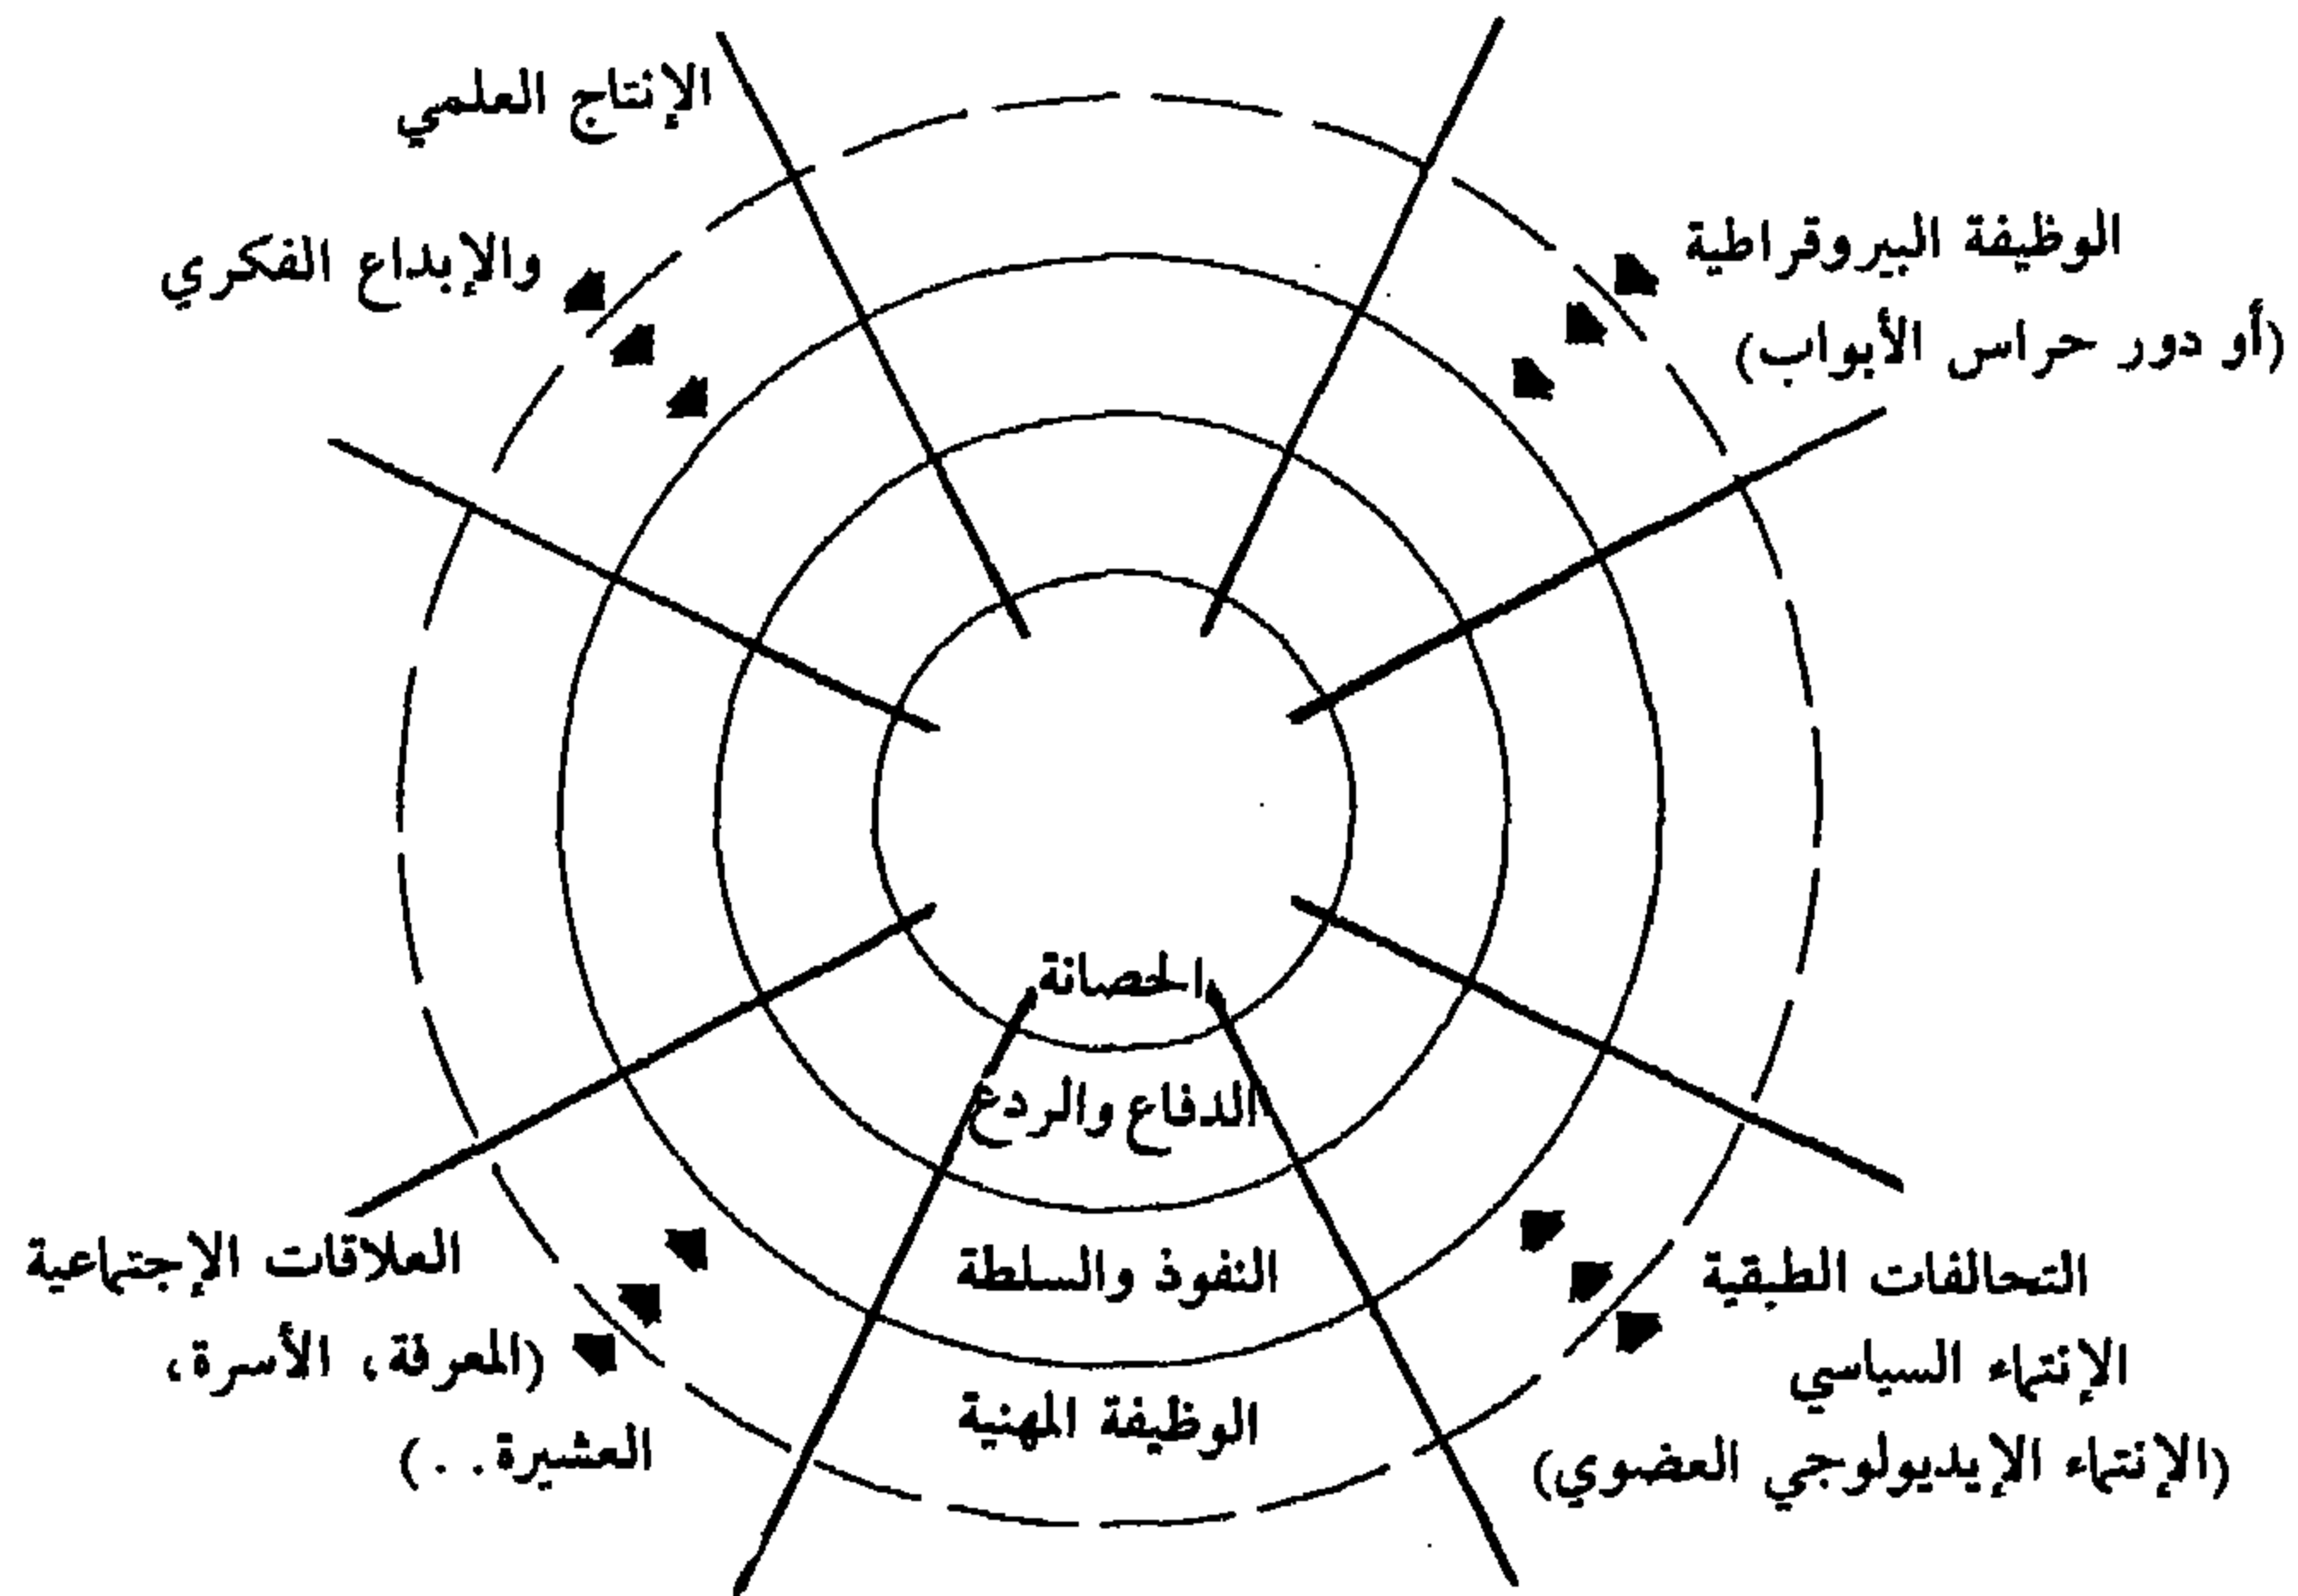 الإنتاج العلمي
والإبداع الفكري
الوظيفة البيروقراطية
(أو دور حراس الأبواب)
الحصانة
الدفاع والردع
النفوذ والسلطة
الوظيفة المهنية
العلاقات الإجتماعية
(المعرفة، الأسرة،
العشيرة..)
التحالفات الطبقية
الإنتماء السياسي
(الإنتماء الإيديولوجي العضوي)